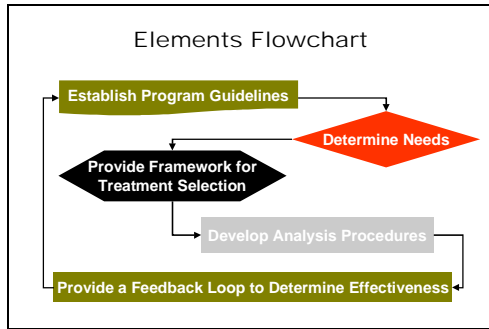 Elements Flowchart
Establish Program Guidelines
Determine Needs
Provide Framework for
Treatment Selection
Develop Analysis Procedures
Provide a Feedback Loop to Determine Effectiveness